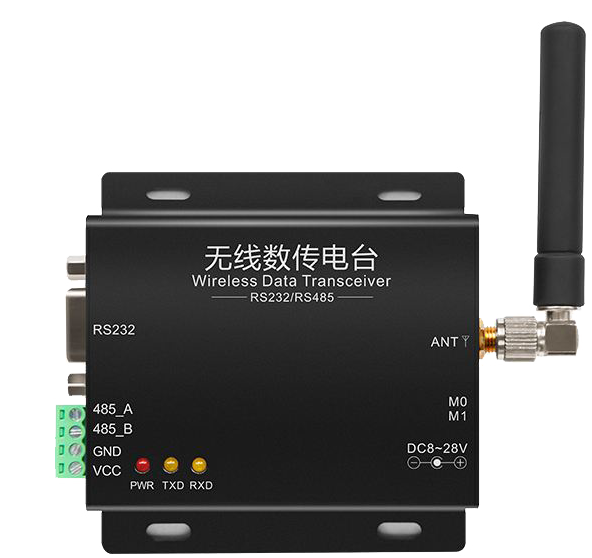 无线数传电台
Wireless Data Transceiver
RS232/RS485
RS232
ANT
485_A
485_B
GND
VCC
M0
M1
DC8~28V
PWR TXD RXD